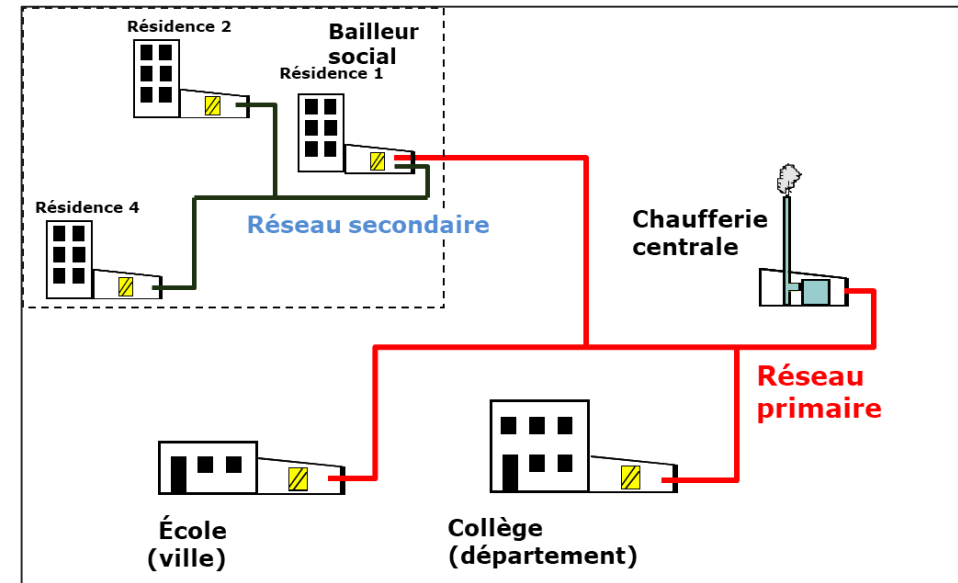 Résidence 2
Bailleur
social
Résidence 1
Résidence 4
Réseau secondaire
Chaufferie
centrale
Réseau
primaire
École
(ville)
Collège
(département)